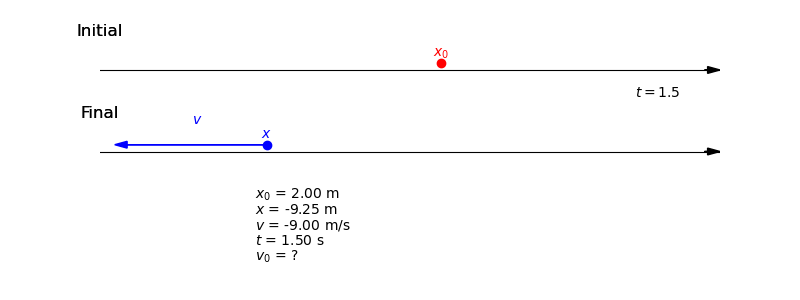 Initial
x₀
t = 1.5
Final
v
x
x₀ = 2.00 m
x = -9.25 m
v = -9.00 m/s
t = 1.50 s
v₀ = ?